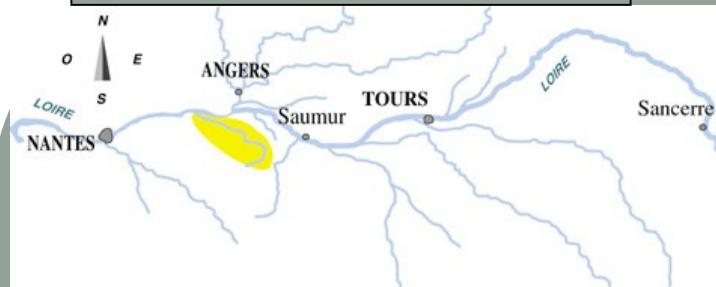 N
O E
S
ANGERS
LOIRE
LOIRE
TOURS
Saumur
Sancerre
NANTES